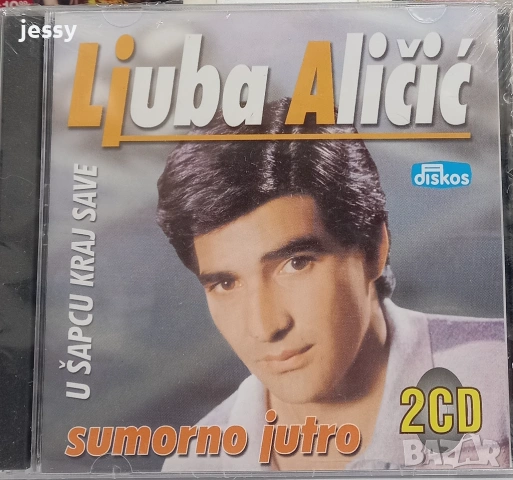 jessy
Ljuba Aličić
diskos
U ŠAPCU KRAJ SAVE
2CD
sumorno jutro
BAZAR